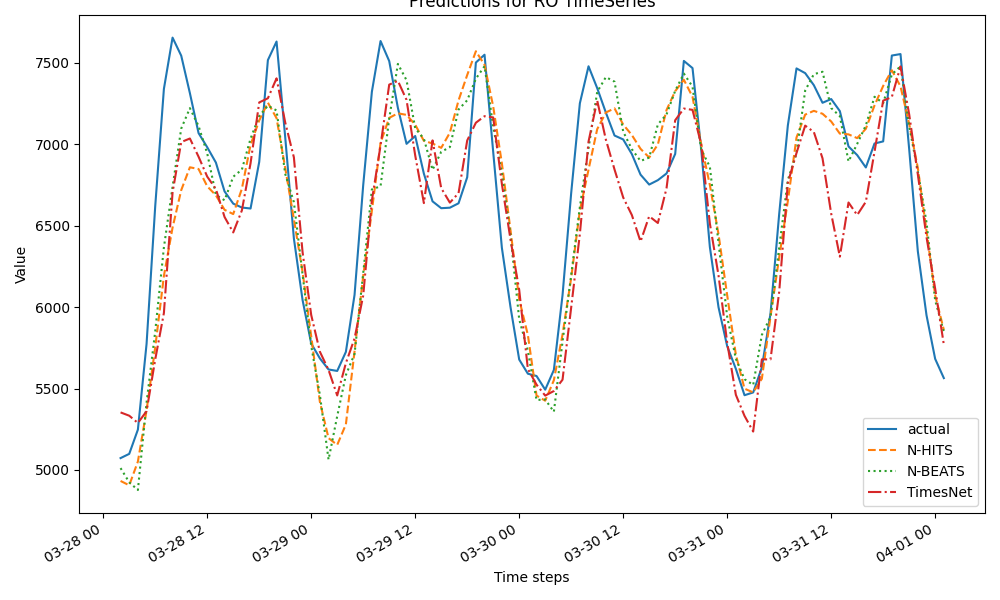 Predictions for RO TimeSeries
Value
7500
7000
6500
6000
5500
5000
actual
N-HITS
N-BEATS
TimesNet
03-28 00
03-28 12
03-29 00
03-29 12
03-30 00
03-30 12
03-31 00
03-31 12
04-01 00
Time steps